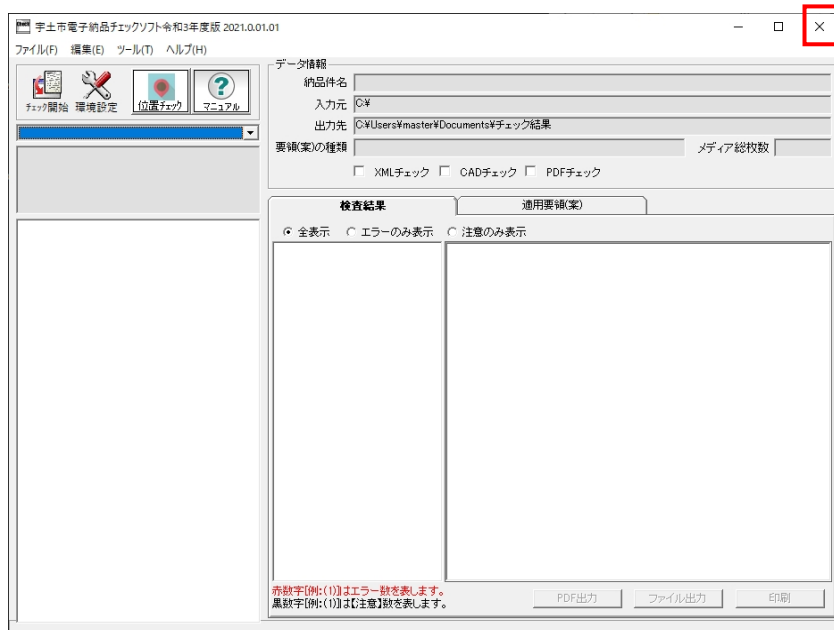 宇土市電子納品チェックソフト令和3年度版 2021.0.01.01
ファイル(F) 編集(E) ツール(T) ヘルプ(H)
チェック開始 環境設定 位置チェック マニュアル
データ情報
納品件名
入力元 C:¥
出力先 C:¥Users¥master¥Documents¥チェック結果
要領(案)の種類 メディア総枚数
XMLチェック CADチェック PDFチェック
検査結果 適用要領(案)
全表示 エラーのみ表示 注意のみ表示
赤数字[例:(1)]はエラー数を表します。
黒数字[例:(1)]は【注意】数を表します。
PDF出力 ファイル出力 印刷